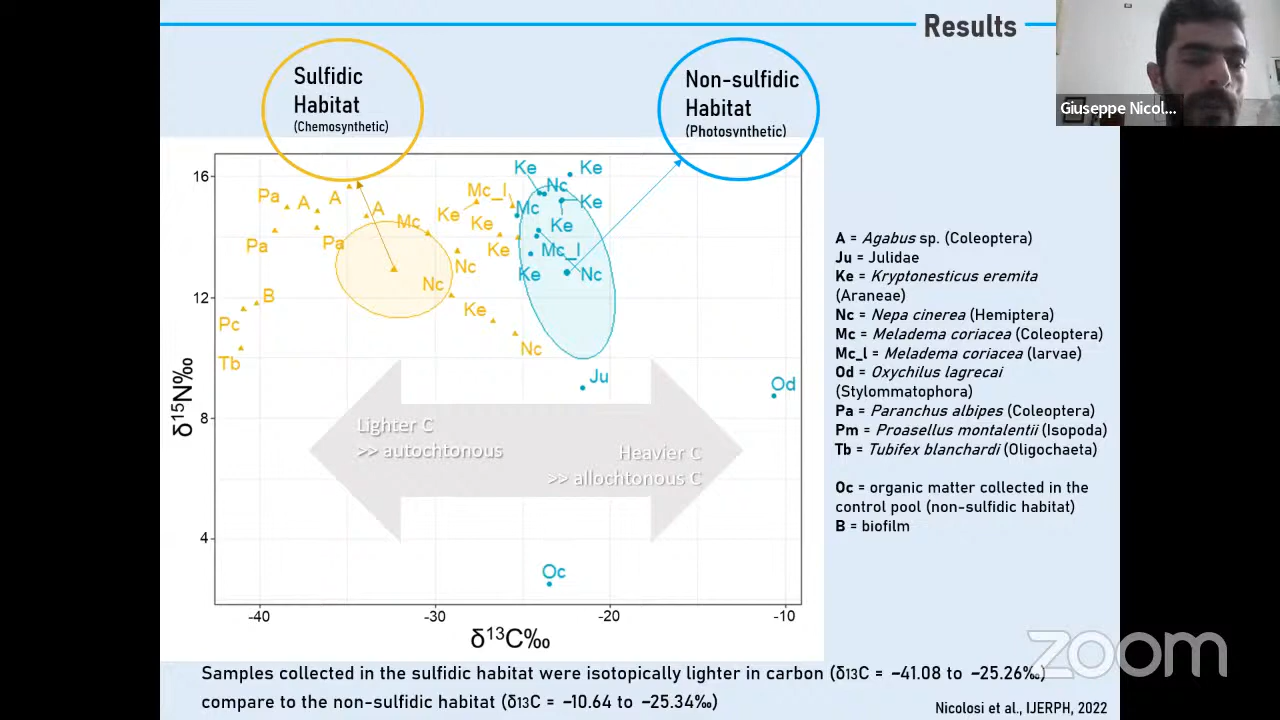 Results
Giuseppe Nicol...
Sulfidic
Habitat
(Chemosynthetic)
Non-sulfidic
Habitat
(Photosynthetic)
16
12
8
4
δ¹⁵N‰
-40
-30
-20
-10
δ¹³C‰
Pa
A
A
A
Pa
Pa
Mc
Ke
Mc_l
Ke
Ke
Nc
Nc
Ke
Nc
B
Pc
Tb
Ke
Ke
Nc
Mc
Ke
Ke
Mc_l
Ke
Nc
Ju
Od
Oc
Lighter C
>> autochtonous
Heavier C
>> allochtonous C
A = Agabus sp. (Coleoptera)
Ju = Julidae
Ke = Kryptonesticus eremita
(Araneae)
Nc = Nepa cinerea (Hemiptera)
Mc = Meladema coriacea (Coleoptera)
Mc_l = Meladema coriacea (larvae)
Od = Oxychilus lagrecai
(Stylommatophora)
Pa = Paranchus albipes (Coleoptera)
Pm = Proasellus montalentii (Isopoda)
Tb = Tubifex blanchardi (Oligochaeta)
Oc = organic matter collected in the
control pool (non-sulfidic habitat)
B = biofilm
zoom
Samples collected in the sulfidic habitat were isotopically lighter in carbon (δ13C = −41.08 to −25.26‰)
compare to the non-sulfidic habitat (δ13C = −10.64 to −25.34‰)
Nicolosi et al., IJERPH, 2022